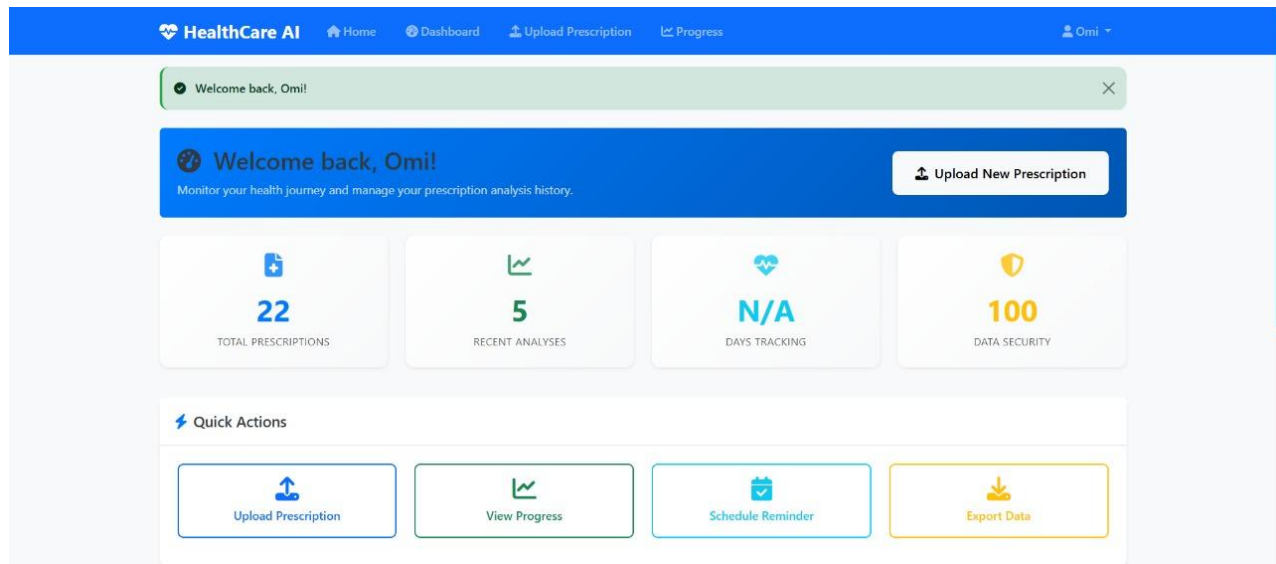 HealthCare AI Home Dashboard Upload Prescription Progress Omi
Welcome back, Omi!
Welcome back, Omi!
Monitor your health journey and manage your prescription analysis history.
Upload New Prescription
22
TOTAL PRESCRIPTIONS
5
RECENT ANALYSES
N/A
DAYS TRACKING
100
DATA SECURITY
Quick Actions
Upload Prescription
View Progress
Schedule Reminder
Export Data